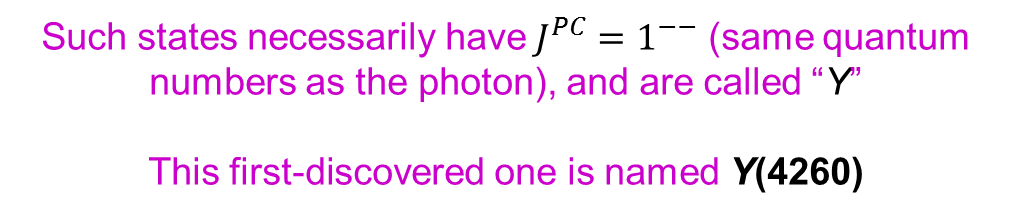 Such states necessarily have J^{PC} = 1^{−−} (same quantum
numbers as the photon), and are called “Y”
This first-discovered one is named Y(4260)